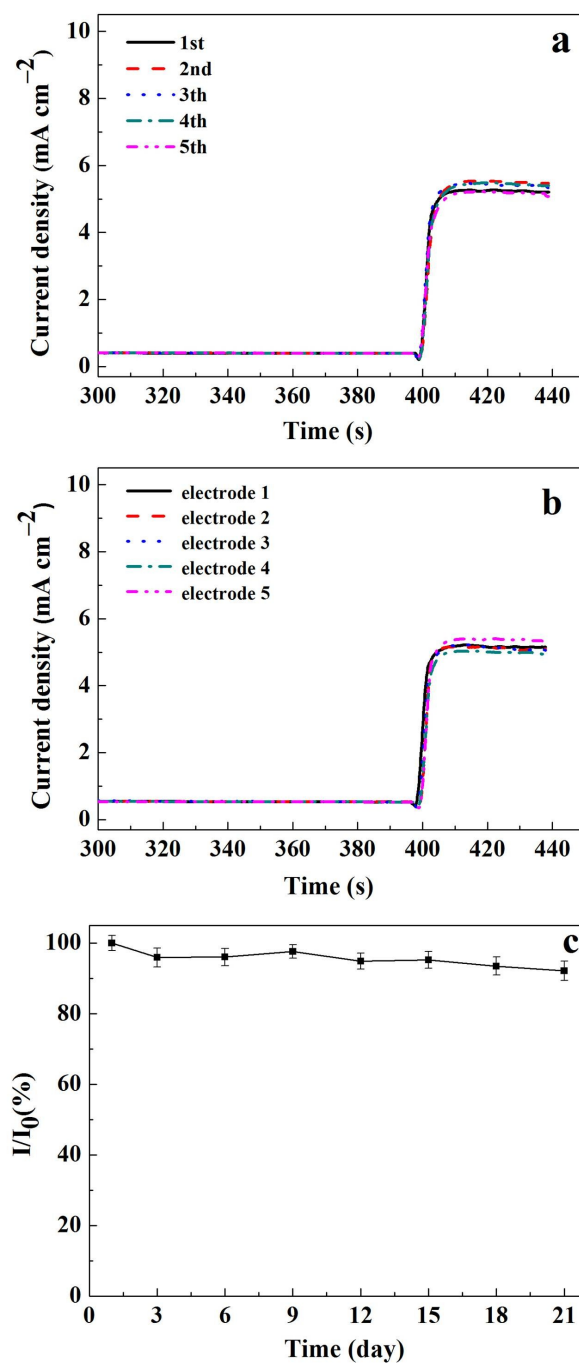 a
10
8
6
4
2
0
Current density (mA cm⁻²)
1st
2nd
3th
4th
5th
300 320 340 360 380 400 420 440
Time (s)
b
10
8
6
4
2
0
Current density (mA cm⁻²)
electrode 1
electrode 2
electrode 3
electrode 4
electrode 5
300 320 340 360 380 400 420 440
Time (s)
c
100
80
60
40
20
0
I/I₀(%)
0 3 6 9 12 15 18 21
Time (day)